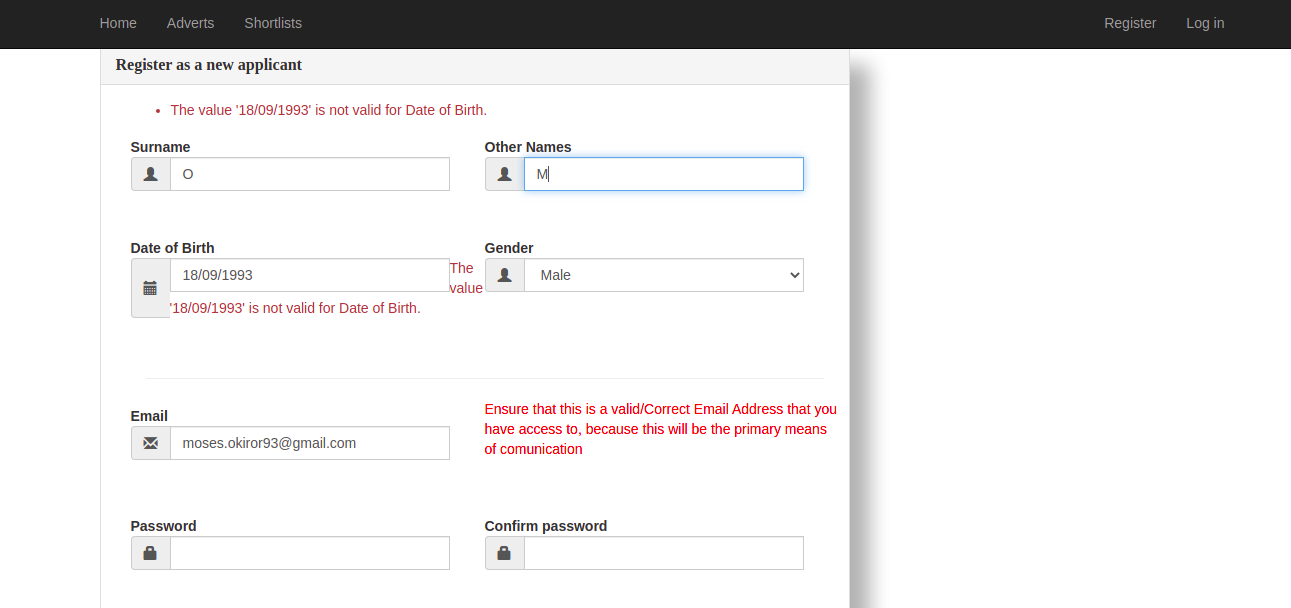 Home Adverts Shortlists Register Log in
Register as a new applicant
The value '18/09/1993' is not valid for Date of Birth.
Surname Other Names
O M
Date of Birth Gender
18/09/1993 The Male
value
'18/09/1993' is not valid for Date of Birth.
Email
Ensure that this is a valid/Correct Email Address that you
have access to, because this will be the primary means
of comunication
moses.okiror93@gmail.com
Password Confirm password